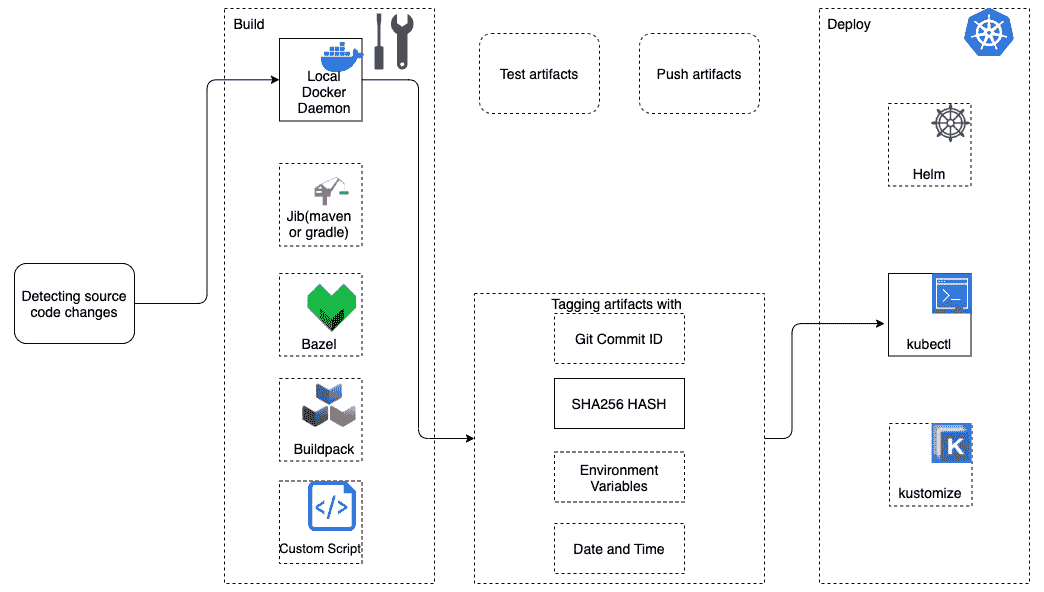 Detecting source
code changes
Build
Local
Docker
Daemon
Jib(maven
or gradle)
Bazel
Buildpack
</>
Custom Script
Test artifacts
Push artifacts
Tagging artifacts with
Git Commit ID
SHA256 HASH
Environment
Variables
Date and Time
Deploy
Helm
>_
kubectl
K
kustomize